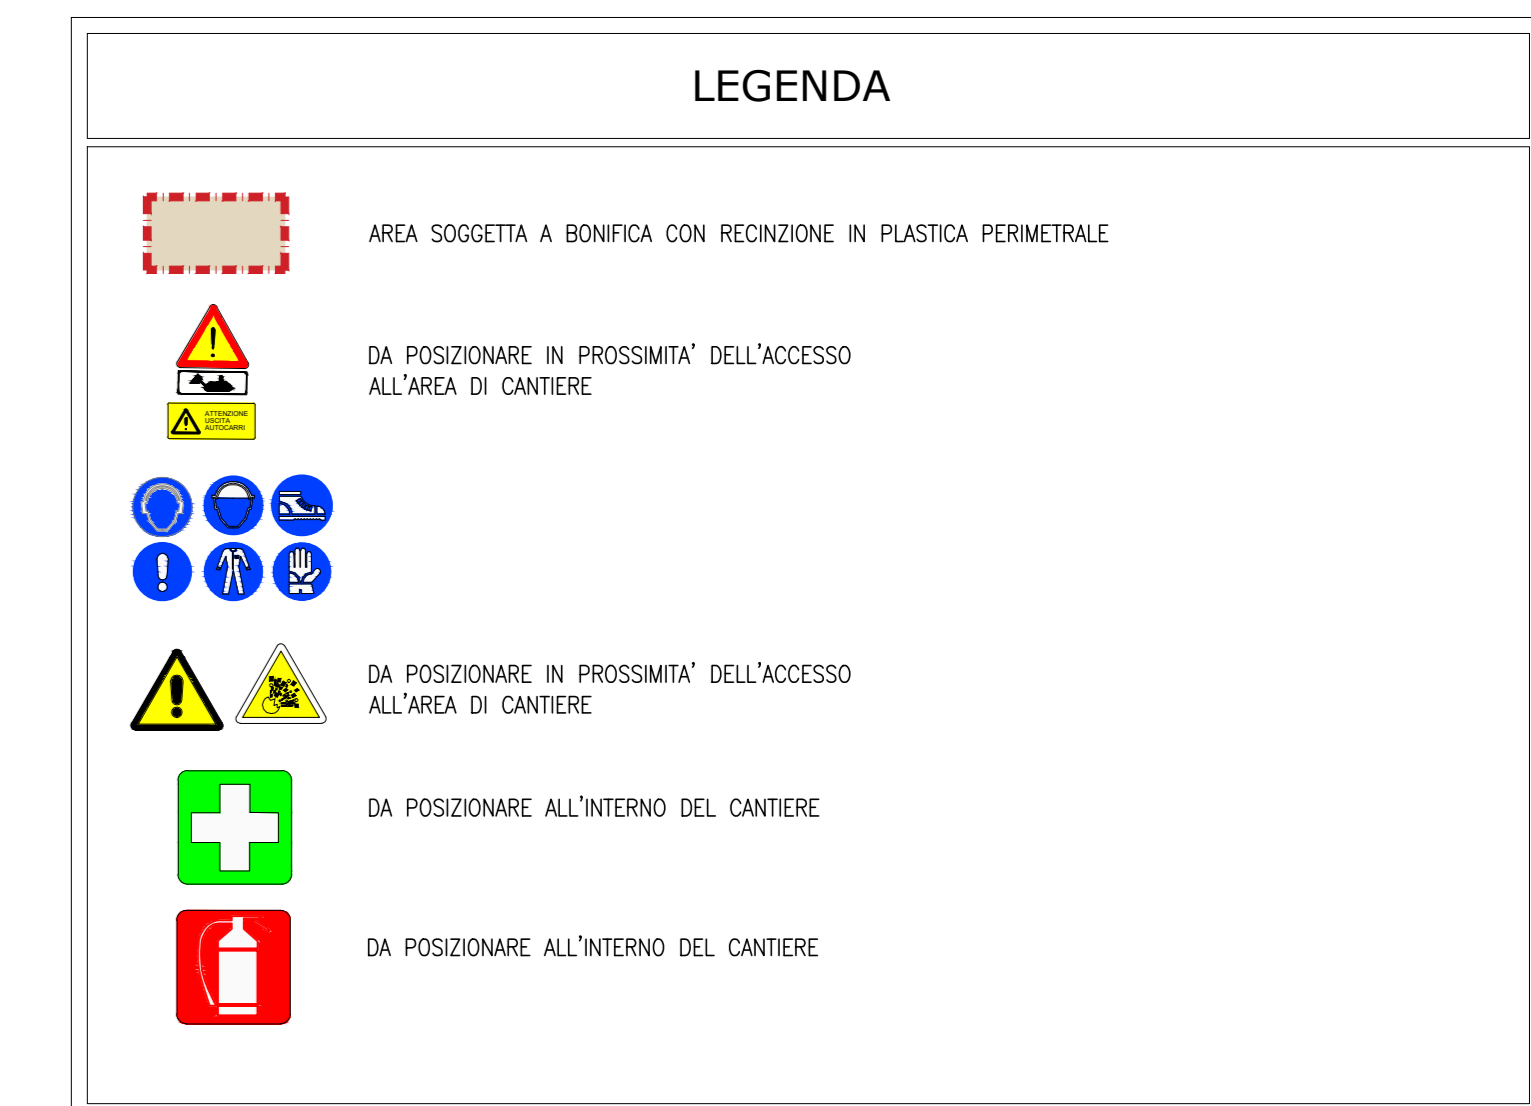 LEGENDA
AREA SOGGETTA A BONIFICA CON RECINZIONE IN PLASTICA PERIMETRALE
DA POSIZIONARE IN PROSSIMITA' DELL'ACCESSO
ALL'AREA DI CANTIERE
ATTENZIONE
USCITA
AUTOCARRI
DA POSIZIONARE IN PROSSIMITA' DELL'ACCESSO
ALL'AREA DI CANTIERE
DA POSIZIONARE ALL'INTERNO DEL CANTIERE
DA POSIZIONARE ALL'INTERNO DEL CANTIERE